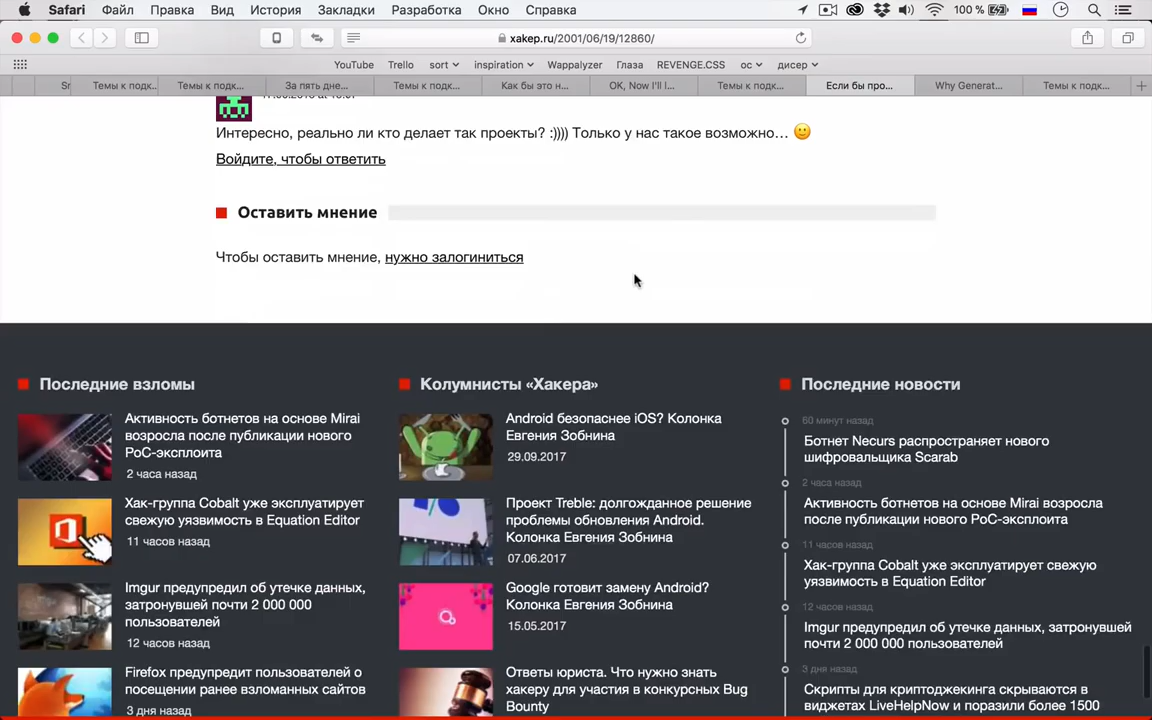 Safari Файл Правка Вид История Закладки Разработка Окно Справка 100 %
xakep.ru/2001/06/19/12860/
YouTube Trello sort inspiration Wappalyzer Глаза REVENGE.CSS ос дисер
Темы к подк... Темы к подк... За пять дне... Темы к подк... Как бы это н... OK, Now I'll I... Темы к подк... Если бы про... Why Generat... Темы к подк...
Интересно, реально ли кто делает так проекты? :)))) Только у нас такое возможно…
Войдите, чтобы ответить
Оставить мнение
Чтобы оставить мнение, нужно залогиниться
Последние взломы
Активность ботнетов на основе Mirai
возросла после публикации нового
PoC-эксплоита
2 часа назад
Хак-группа Cobalt уже эксплуатирует
свежую уязвимость в Equation Editor
11 часов назад
Imgur предупредил об утечке данных,
затронувшей почти 2 000 000
пользователей
12 часов назад
Firefox предупредит пользователей о
посещении ранее взломанных сайтов
3 дня назад
Колумнисты «Хакера»
Android безопаснее iOS? Колонка
Евгения Зобнина
29.09.2017
Проект Treble: долгожданное решение
проблемы обновления Android.
Колонка Евгения Зобнина
07.06.2017
Google готовит замену Android?
Колонка Евгения Зобнина
15.05.2017
Ответы юриста. Что нужно знать
хакеру для участия в конкурсных Bug
Bounty
Последние новости
60 минут назад
Ботнет Necurs распространяет нового
шифровальщика Scarab
2 часа назад
Активность ботнетов на основе Mirai возросла
после публикации нового PoC-эксплоита
11 часов назад
Хак-группа Cobalt уже эксплуатирует свежую
уязвимость в Equation Editor
12 часов назад
Imgur предупредил об утечке данных, затронувшей
почти 2 000 000 пользователей
3 дня назад
Скрипты для криптоджекинга скрываются в
виджетах LiveHelpNow и поразили более 1500